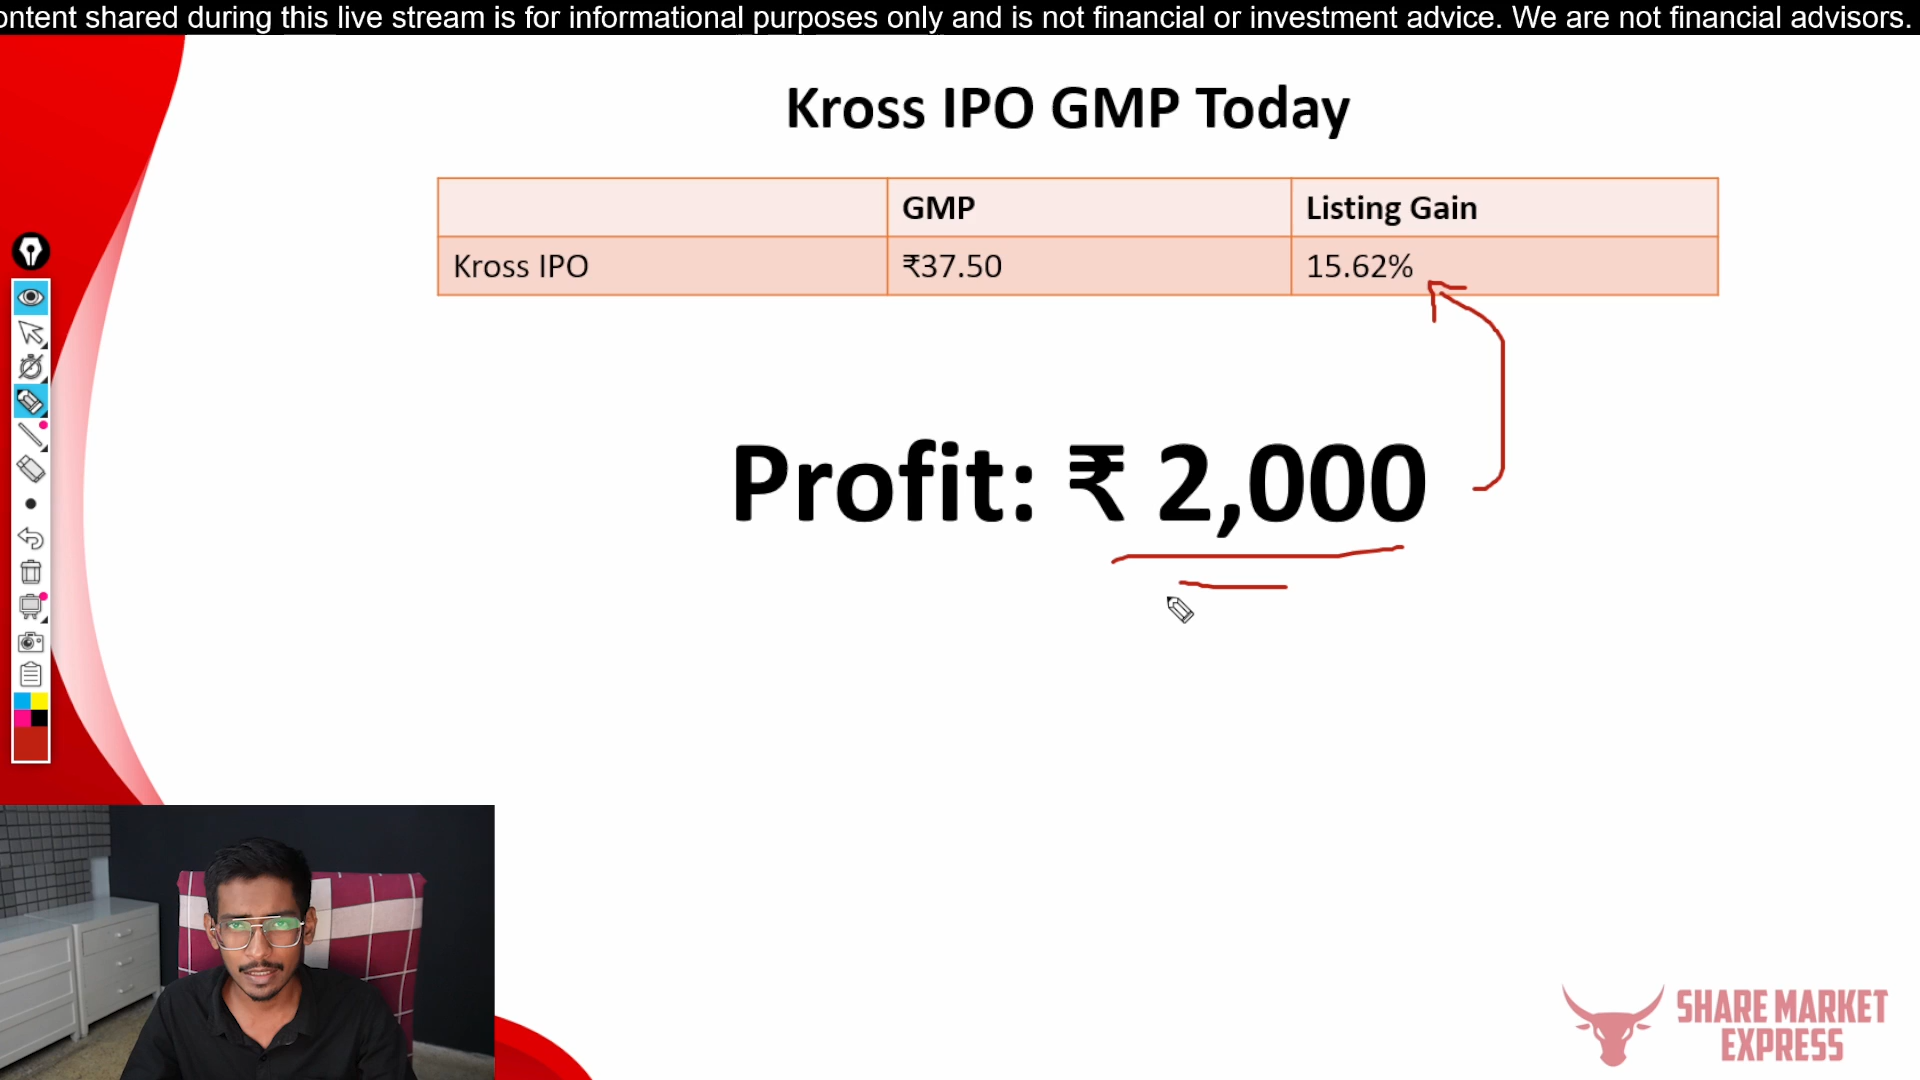 ontent shared during this live stream is for informational purposes only and is not financial or investment advice. We are not financial advisors.
Kross IPO GMP Today
GMP Listing Gain
Kross IPO ₹37.50 15.62%
Profit: ₹ 2,000
SHARE MARKET
EXPRESS